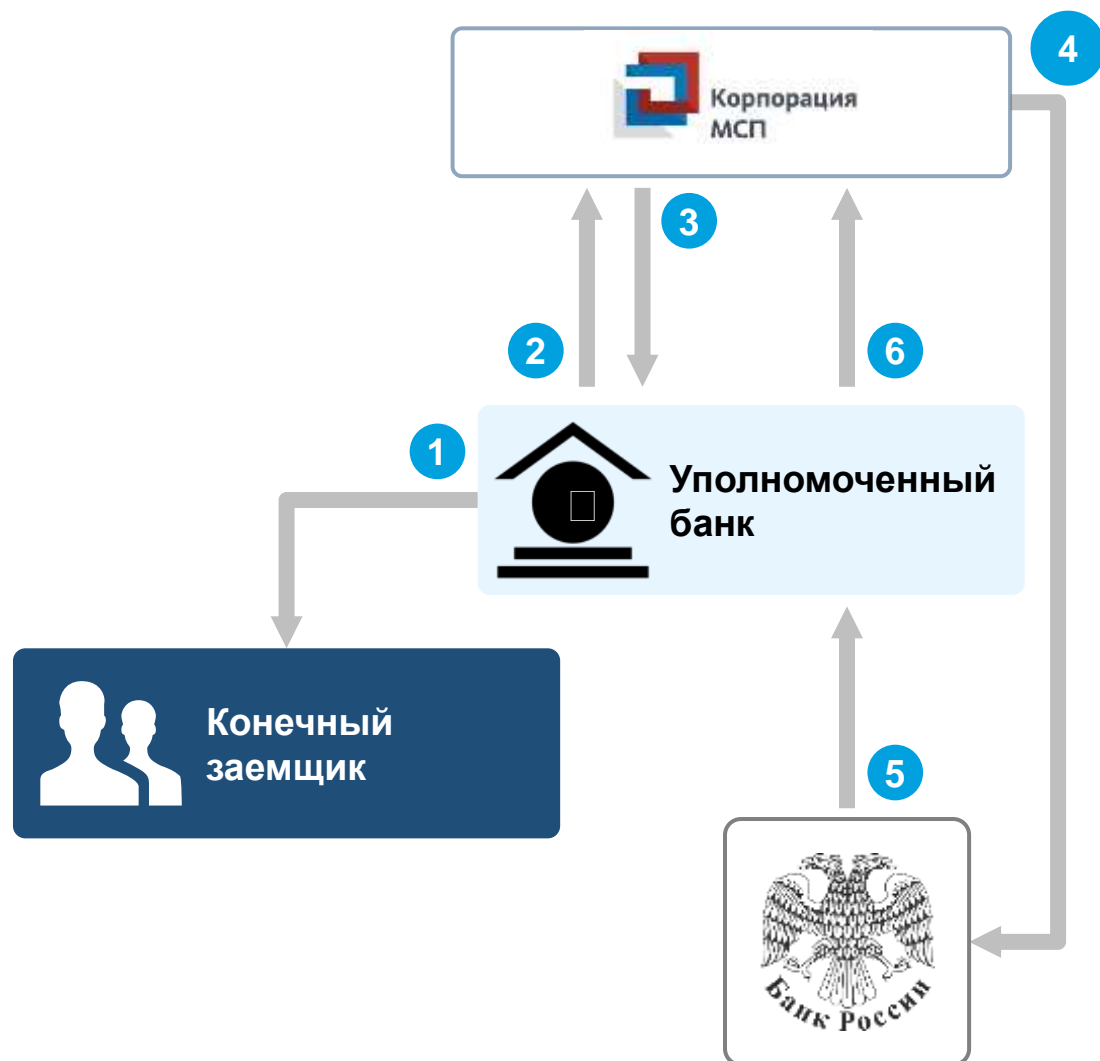 4
Корпорация
МСП
3
2
6
1
Уполномоченный
банк
Конечный
заемщик
5
Банк России